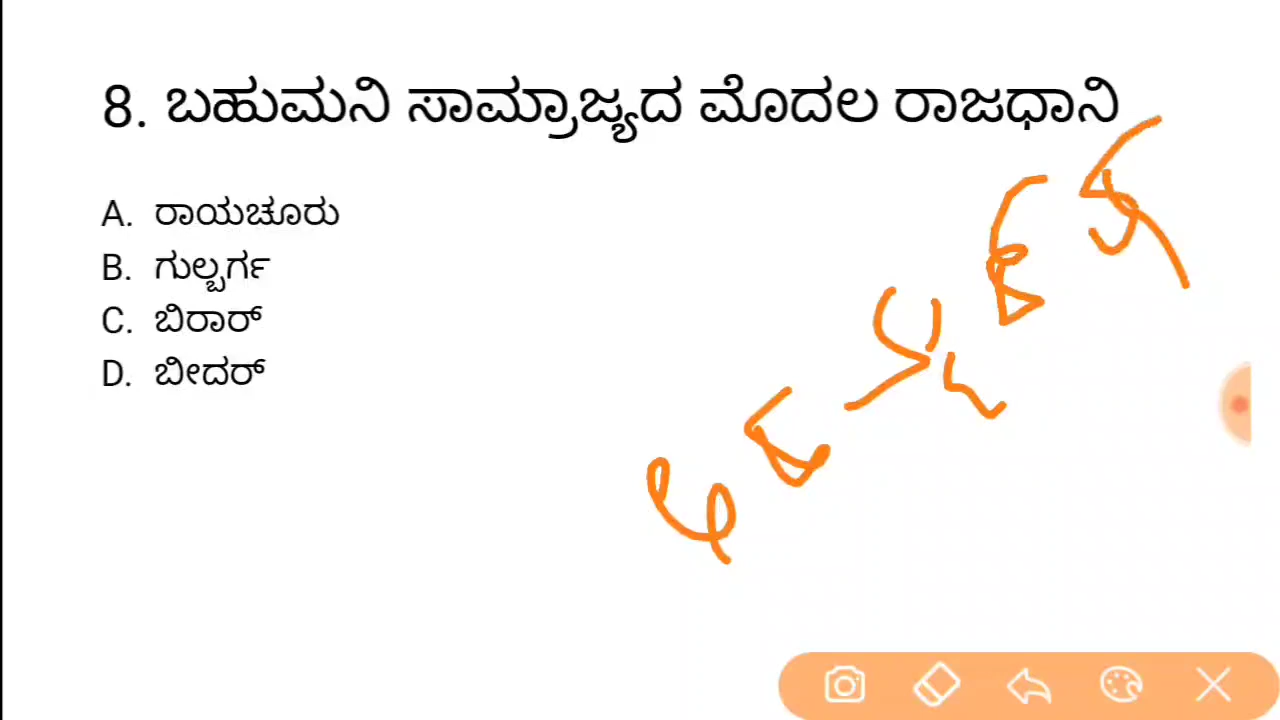 8. ಬಹುಮನಿ ಸಾಮ್ರಾಜ್ಯದ ಮೊದಲ ರಾಜಧಾನಿ
A. ರಾಯಚೂರು
B. ಗುಲ್ಬರ್ಗ
C. ಬಿರಾರ್
D. ಬೀದರ್